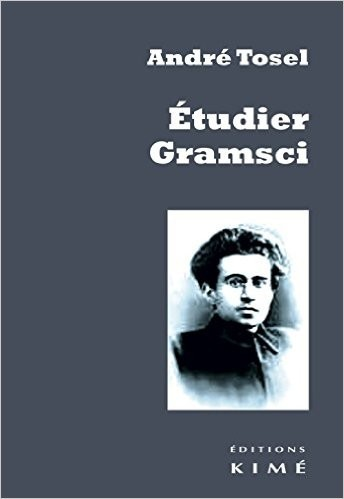 André Tosel
Étudier
Gramsci
ÉDITIONS
KIMÉ